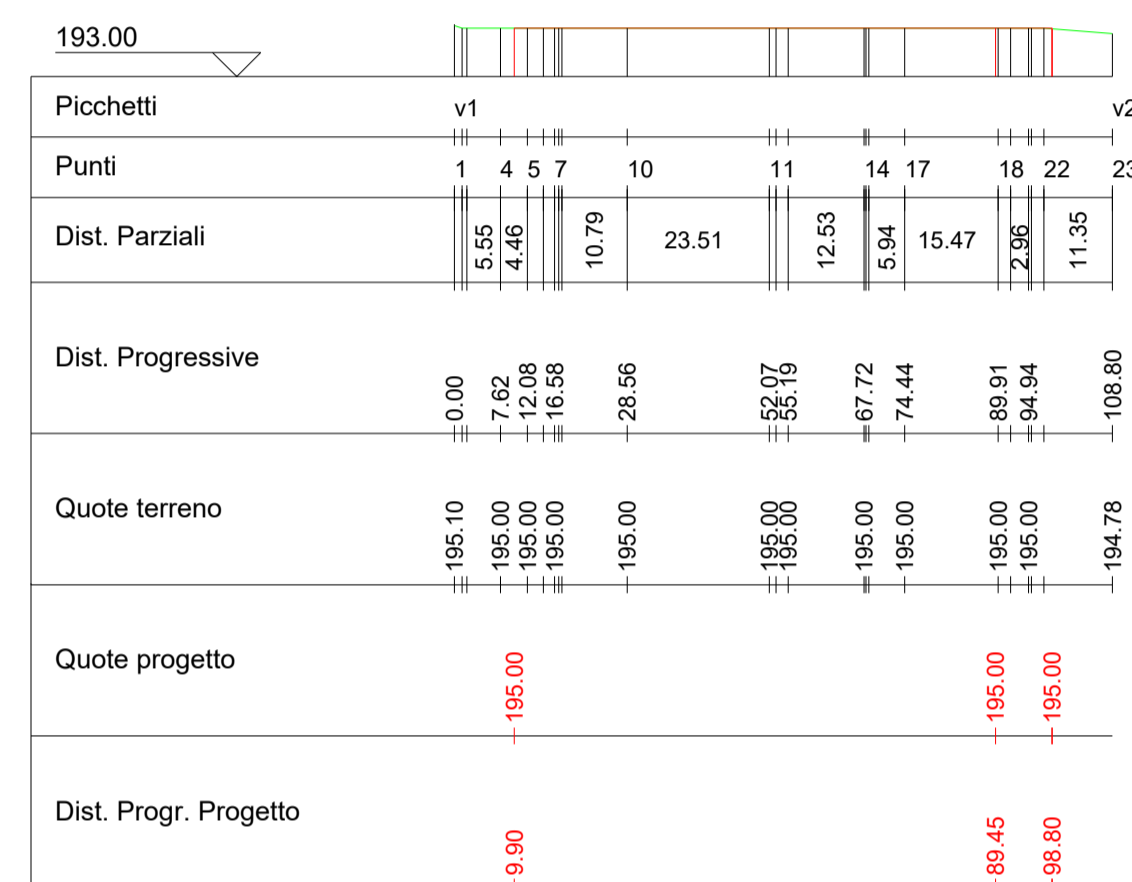 193.00
Picchetti v1 v2
Punti 1 4 5 7 10 11 14 17 18 22 23
Dist. Parziali 5.55 4.46 10.79 23.51 12.53 5.94 15.47 2.96 11.35
Dist. Progressive 0.00 7.62 12.08 16.58 28.56 52.07 55.19 67.72 74.44 89.91 94.94 108.80
Quote terreno 195.10 195.00 195.00 195.00 195.00 195.00 195.00 195.00 195.00 195.00 195.00 194.78
Quote progetto 195.00 195.00 195.00
Dist. Progr. Progetto 9.90 89.45 98.80